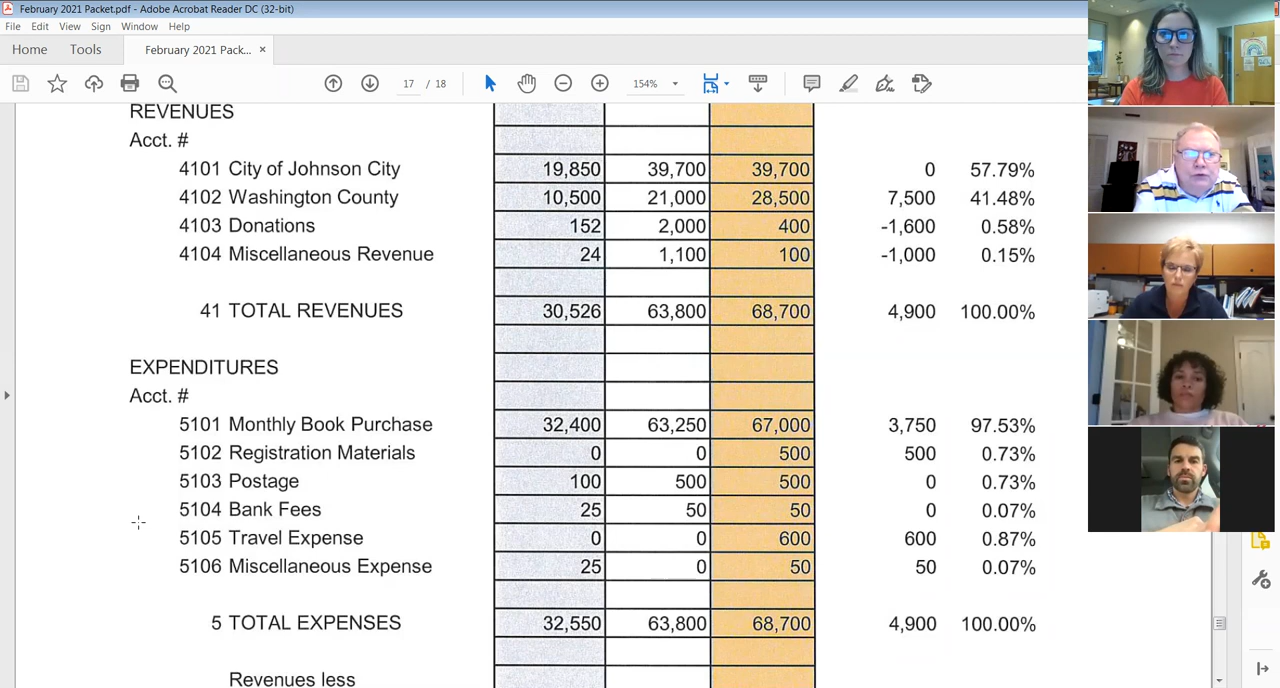 February 2021 Packet.pdf - Adobe Acrobat Reader DC (32-bit)
File Edit View Sign Window Help
Home Tools February 2021 Pack... ×
17 / 18 154%
REVENUES
Acct. #
4101 City of Johnson City 19,850 39,700 39,700 0 57.79%
4102 Washington County 10,500 21,000 28,500 7,500 41.48%
4103 Donations 152 2,000 400 -1,600 0.58%
4104 Miscellaneous Revenue 24 1,100 100 -1,000 0.15%
41 TOTAL REVENUES 30,526 63,800 68,700 4,900 100.00%
EXPENDITURES
Acct. #
5101 Monthly Book Purchase 32,400 63,250 67,000 3,750 97.53%
5102 Registration Materials 0 0 500 500 0.73%
5103 Postage 100 500 500 0 0.73%
5104 Bank Fees 25 50 50 0 0.07%
5105 Travel Expense 0 0 600 600 0.87%
5106 Miscellaneous Expense 25 0 50 50 0.07%
5 TOTAL EXPENSES 32,550 63,800 68,700 4,900 100.00%
Revenues less